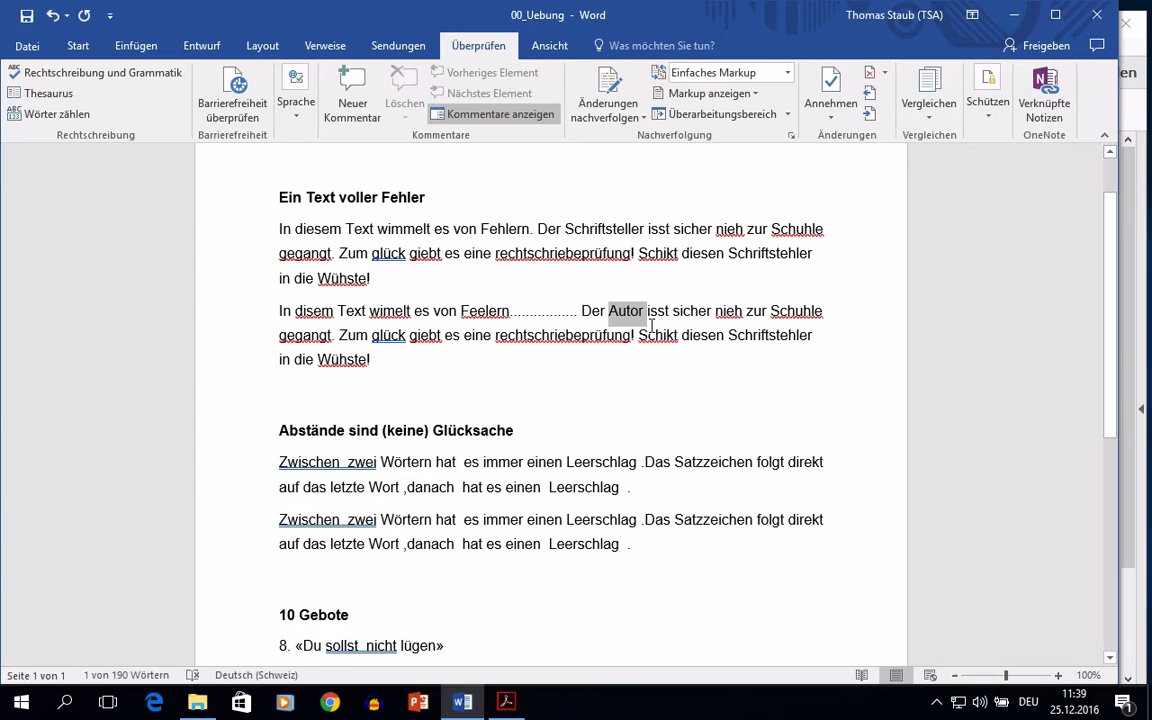 00_Uebung - Word
Thomas Staub (TSA)
Datei Start Einfügen Entwurf Layout Verweise Sendungen Überprüfen Ansicht Was möchten Sie tun? Freigeben
en
ABC Rechtschreibung und Grammatik
Thesaurus
ABC 123 Wörter zählen
Rechtschreibung
Barrierefreiheit
überprüfen
Barrierefreiheit
Sprache
Neuer
Kommentar
Löschen
Vorheriges Element
Nächstes Element
Kommentare anzeigen
Kommentare
Änderungen
nachverfolgen
Einfaches Markup
Markup anzeigen
Überarbeitungsbereich
Nachverfolgung
Annehmen
Änderungen
Vergleichen
Vergleichen
Schützen
Verknüpfte
Notizen
OneNote
Ein Text voller Fehler
In diesem Text wimmelt es von Fehlern. Der Schriftsteller isst sicher nieh zur Schuhle
gegangt. Zum glück giebt es eine rechtschriebeprüfung! Schikt diesen Schriftstehler
in die Wühste!
In disem Text wimelt es von Feelern................. Der Autor isst sicher nieh zur Schuhle
gegangt. Zum glück giebt es eine rechtschriebeprüfung! Schikt diesen Schriftstehler
in die Wühste!
Abstände sind (keine) Glücksache
Zwischen  zwei Wörtern hat  es immer einen Leerschlag .Das Satzzeichen folgt direkt
auf das letzte Wort ,danach  hat es einen  Leerschlag  .
Zwischen  zwei Wörtern hat  es immer einen Leerschlag .Das Satzzeichen folgt direkt
auf das letzte Wort ,danach  hat es einen  Leerschlag  .
10 Gebote
8. «Du sollst  nicht lügen»
Seite 1 von 1 1 von 190 Wörtern Deutsch (Schweiz) 100%
DEU
11:39
25.12.2016
1